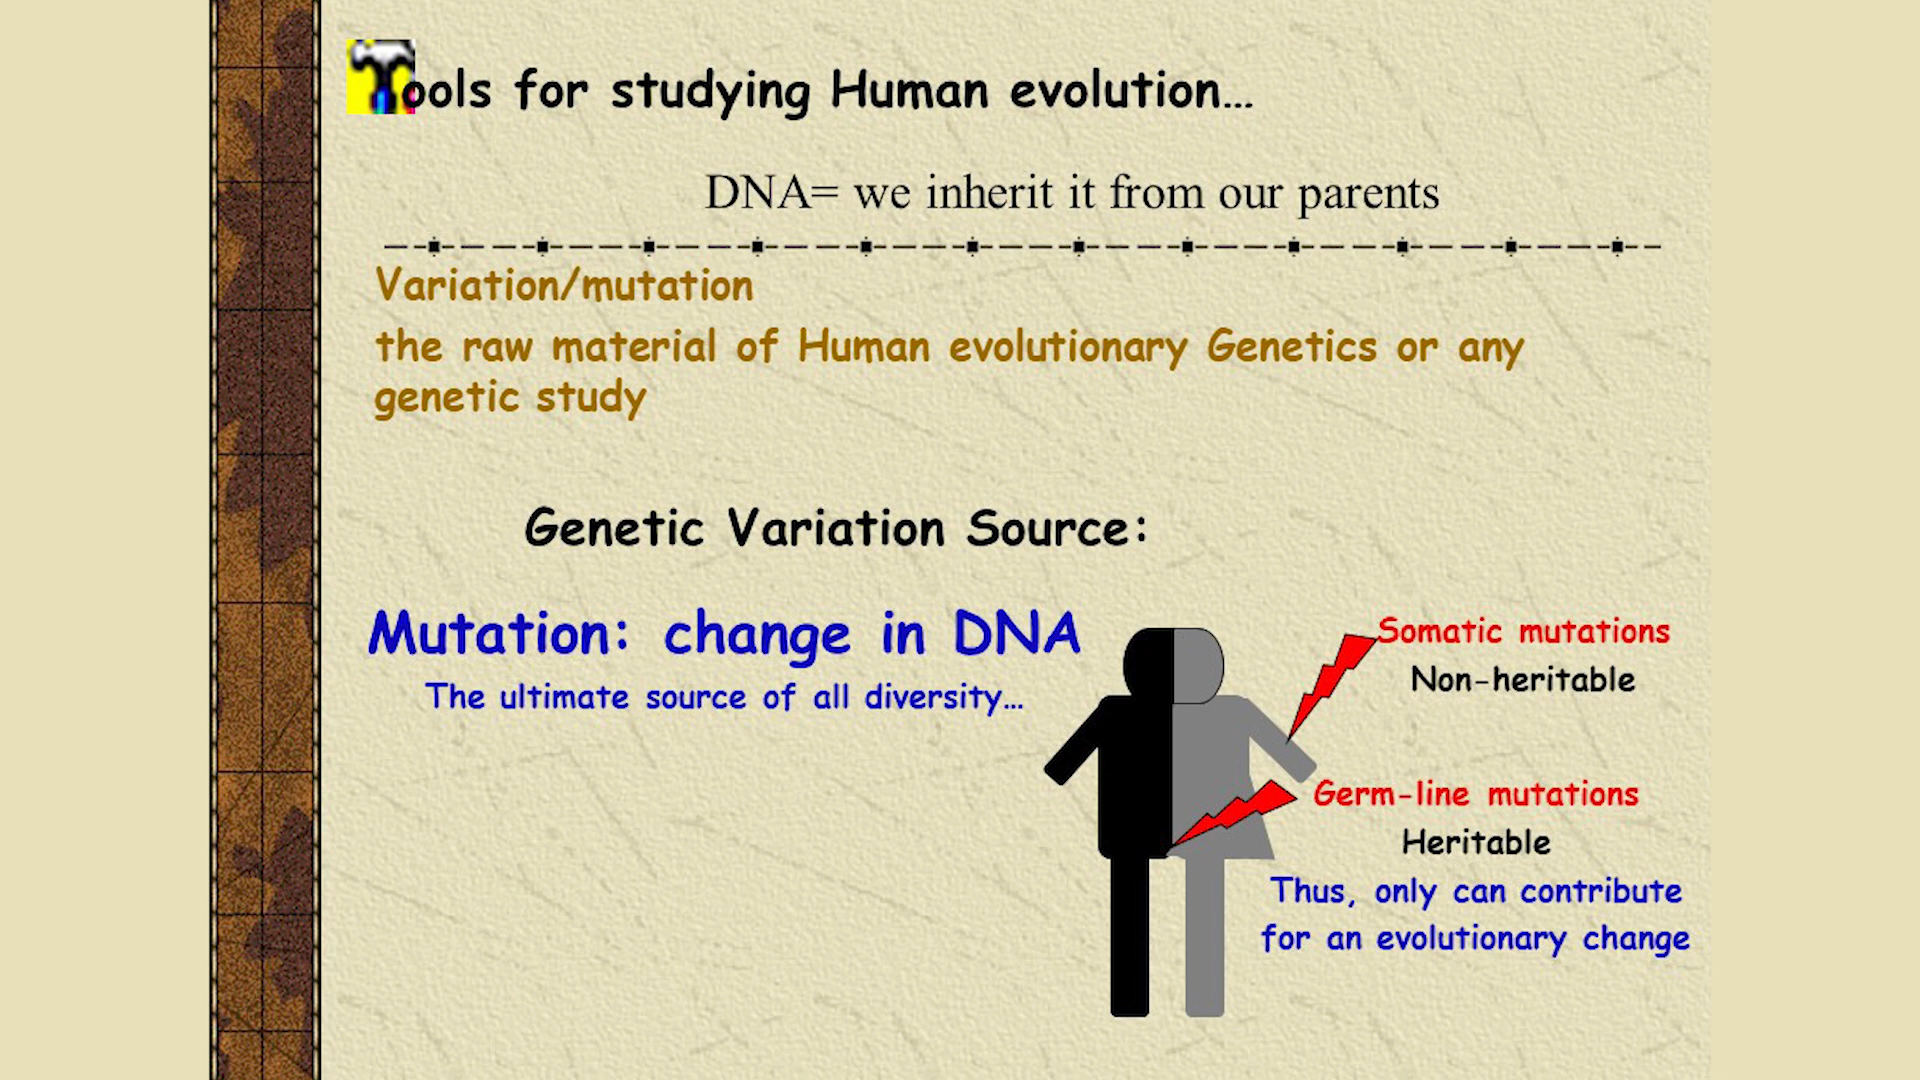 Tools for studying Human evolution...
DNA= we inherit it from our parents
Variation/mutation
the raw material of Human evolutionary Genetics or any
genetic study
Genetic Variation Source:
Mutation: change in DNA
The ultimate source of all diversity...
Somatic mutations
Non-heritable
Germ-line mutations
Heritable
Thus, only can contribute
for an evolutionary change